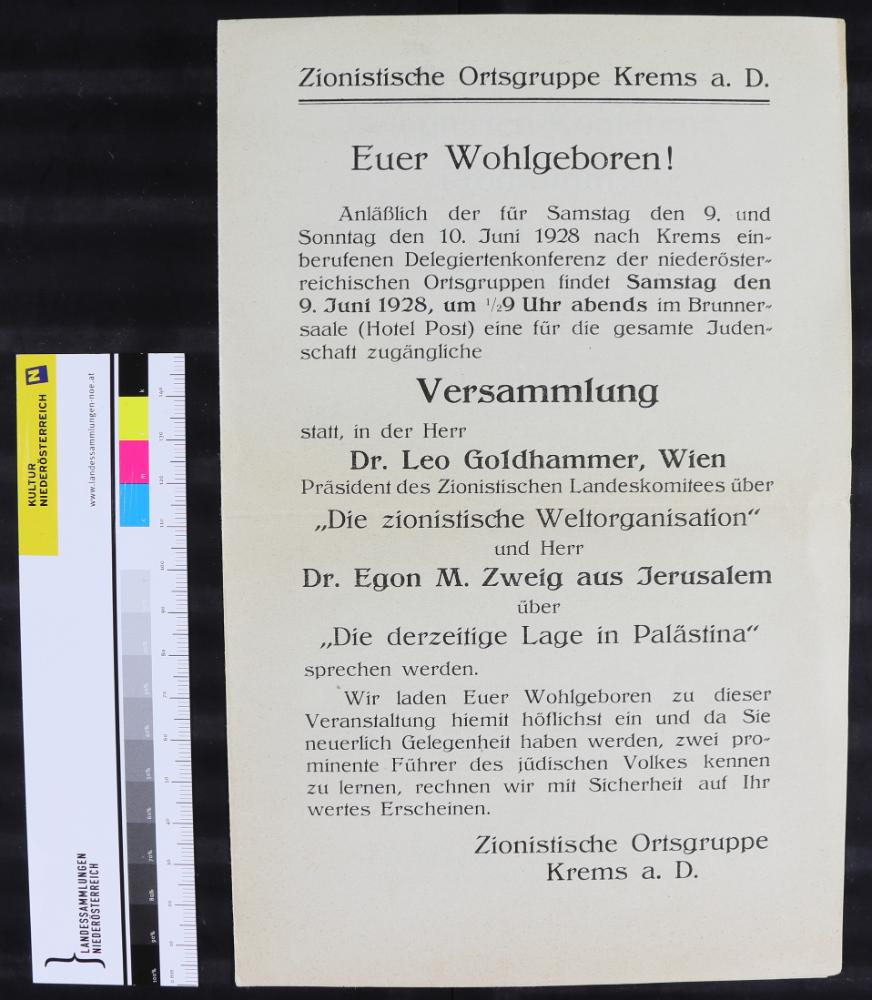 Zionistische Ortsgruppe Krems a. D.
Euer Wohlgeboren!
Anläßlich der für Samstag den 9. und
Sonntag den 10. Juni 1928 nach Krems ein-
berufenen Delegiertenkonferenz der niederöster-
reichischen Ortsgruppen findet Samstag den
9. Juni 1928, um 1/2 9 Uhr abends im Brunner-
saale (Hotel Post) eine für die gesamte Juden-
schaft zugängliche
Versammlung
statt, in der Herr
Dr. Leo Goldhammer, Wien
Präsident des Zionistischen Landeskomitees über
„Die zionistische Weltorganisation“
und Herr
Dr. Egon M. Zweig aus Jerusalem
über
„Die derzeitige Lage in Palästina“
sprechen werden.
Wir laden Euer Wohlgeboren zu dieser
Veranstaltung hiemit höflichst ein und da Sie
neuerlich Gelegenheit haben werden, zwei pro-
minente Führer des jüdischen Volkes kennen
zu lernen, rechnen wir mit Sicherheit auf Ihr
wertes Erscheinen.
Zionistische Ortsgruppe
Krems a. D.
KULTUR
NIEDERÖSTERREICH
N
www.landessammlungen-noe.at
LANDESSAMMLUNGEN
NIEDERÖSTERREICH